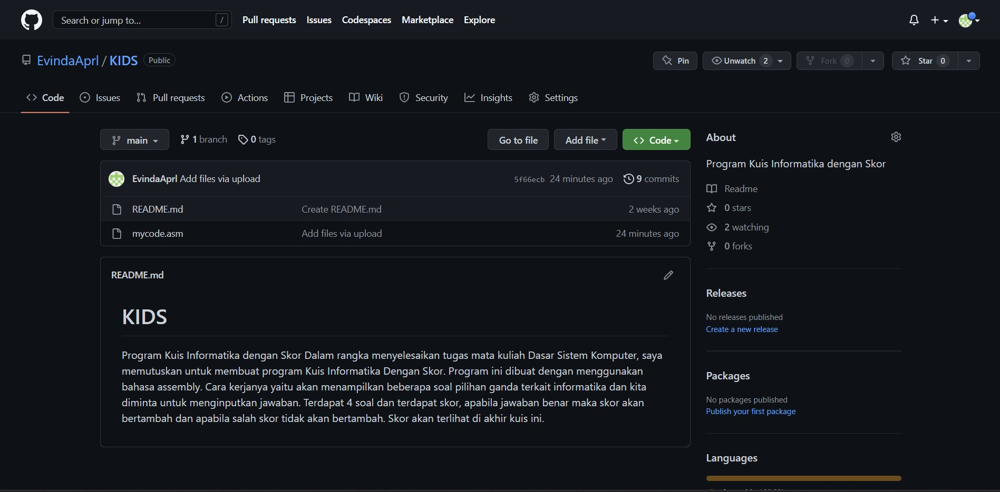 Search or jump to... /
Pull requests
Issues
Codespaces
Marketplace
Explore
EvindaAprl / KIDS Public
Pin
Unwatch 2
Fork 0
Star 0
Code
Issues
Pull requests
Actions
Projects
Wiki
Security
Insights
Settings
main
1 branch
0 tags
Go to file
Add file
Code
EvindaAprl Add files via upload
5f66ecb 24 minutes ago 9 commits
README.md Create README.md 2 weeks ago
mycode.asm Add files via upload 24 minutes ago
README.md
KIDS
Program Kuis Informatika dengan Skor Dalam rangka menyelesaikan tugas mata kuliah Dasar Sistem Komputer, saya
memutuskan untuk membuat program Kuis Informatika Dengan Skor. Program ini dibuat dengan menggunakan
bahasa assembly. Cara kerjanya yaitu akan menampilkan beberapa soal pilihan ganda terkait informatika dan kita
diminta untuk menginputkan jawaban. Terdapat 4 soal dan terdapat skor, apabila jawaban benar maka skor akan
bertambah dan apabila salah skor tidak akan bertambah. Skor akan terlihat di akhir kuis ini.
About
Program Kuis Informatika dengan Skor
Readme
0 stars
2 watching
0 forks
Releases
No releases published
Create a new release
Packages
No packages published
Publish your first package
Languages